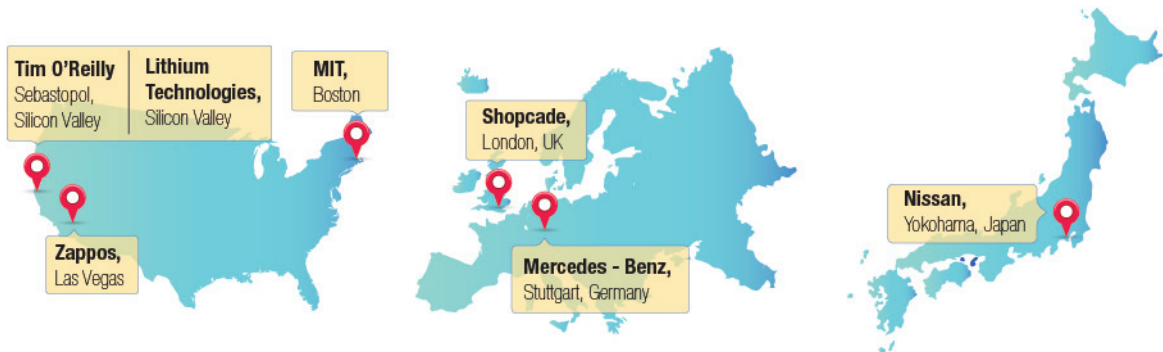 Tim O’Reilly
Sebastopol,
Silicon Valley
Lithium
Technologies,
Silicon Valley
MIT,
Boston
Zappos,
Las Vegas
Shopcade,
London, UK
Mercedes - Benz,
Stuttgart, Germany
Nissan,
Yokohama, Japan